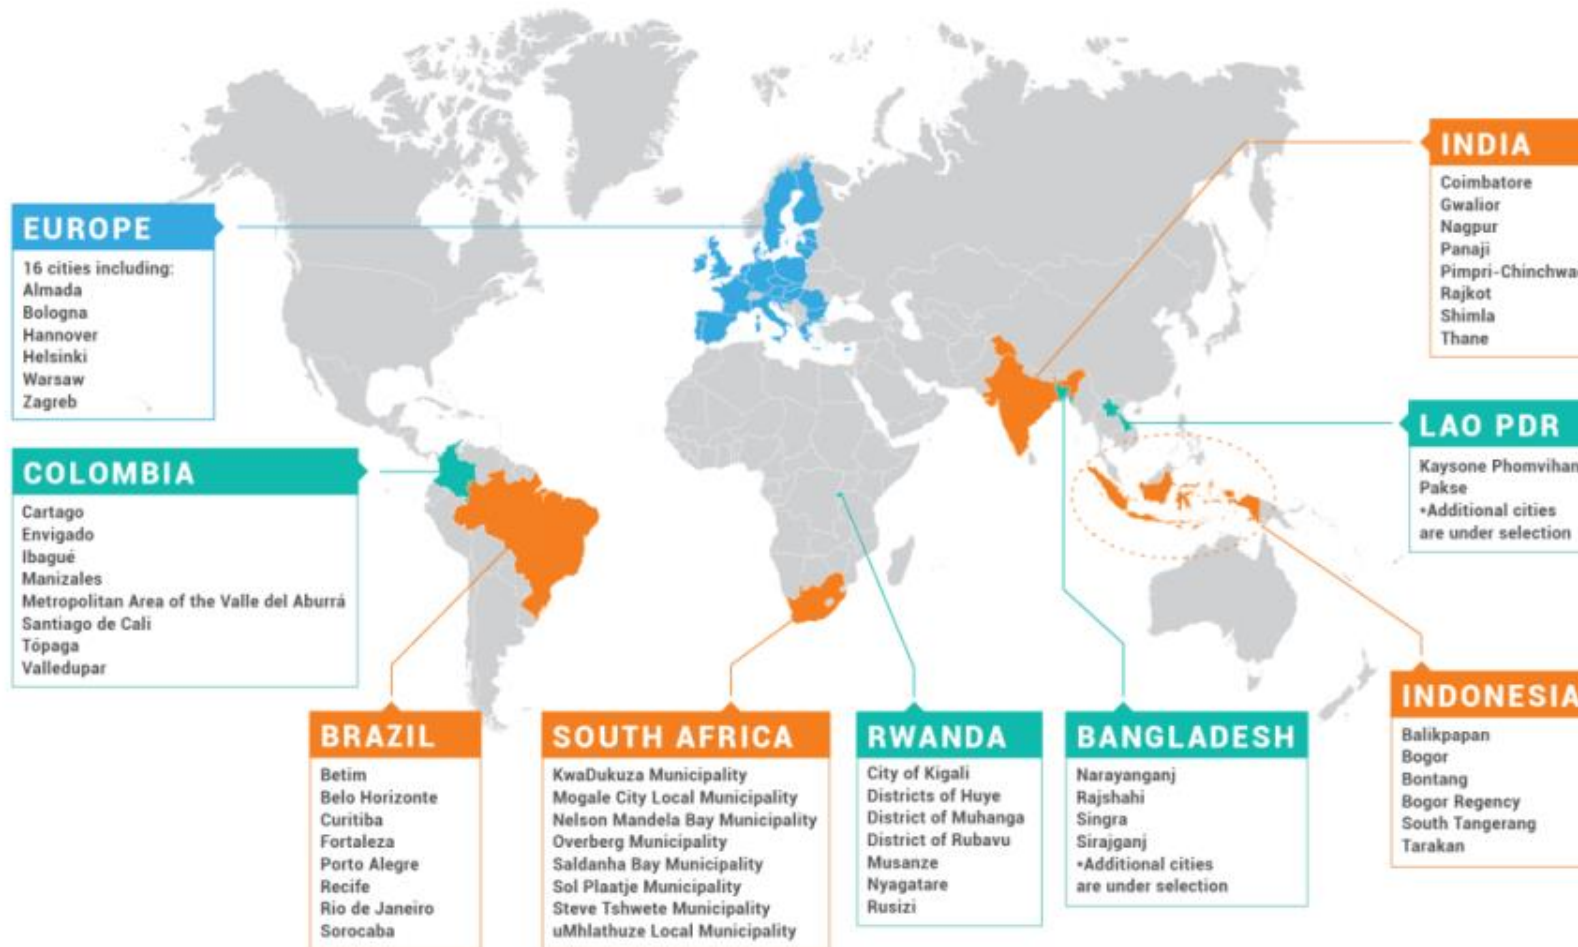 EUROPE
16 cities including:
Almada
Bologna
Hannover
Helsinki
Warsaw
Zagreb
COLOMBIA
Cartago
Envigado
Ibagué
Manizales
Metropolitan Area of the Valle del Aburrá
Santiago de Cali
Tópaga
Valledupar
BRAZIL
Betim
Belo Horizonte
Curitiba
Fortaleza
Porto Alegre
Recife
Rio de Janeiro
Sorocaba
SOUTH AFRICA
KwaDukuza Municipality
Mogale City Local Municipality
Nelson Mandela Bay Municipality
Overberg Municipality
Saldanha Bay Municipality
Sol Plaatje Municipality
Steve Tshwete Municipality
uMhlathuze Local Municipality
RWANDA
City of Kigali
Districts of Huye
District of Muhanga
District of Rubavu
Musanze
Nyagatare
Rusizi
BANGLADESH
Narayanganj
Rajshahi
Singra
Sirajganj
•Additional cities
are under selection
INDIA
Coimbatore
Gwalior
Nagpur
Panaji
Pimpri-Chinchwa
Rajkot
Shimla
Thane
LAO PDR
Kaysone Phomvihan
Pakse
•Additional cities
are under selection
INDONESIA
Balikpapan
Bogor
Bontang
Bogor Regency
South Tangerang
Tarakan